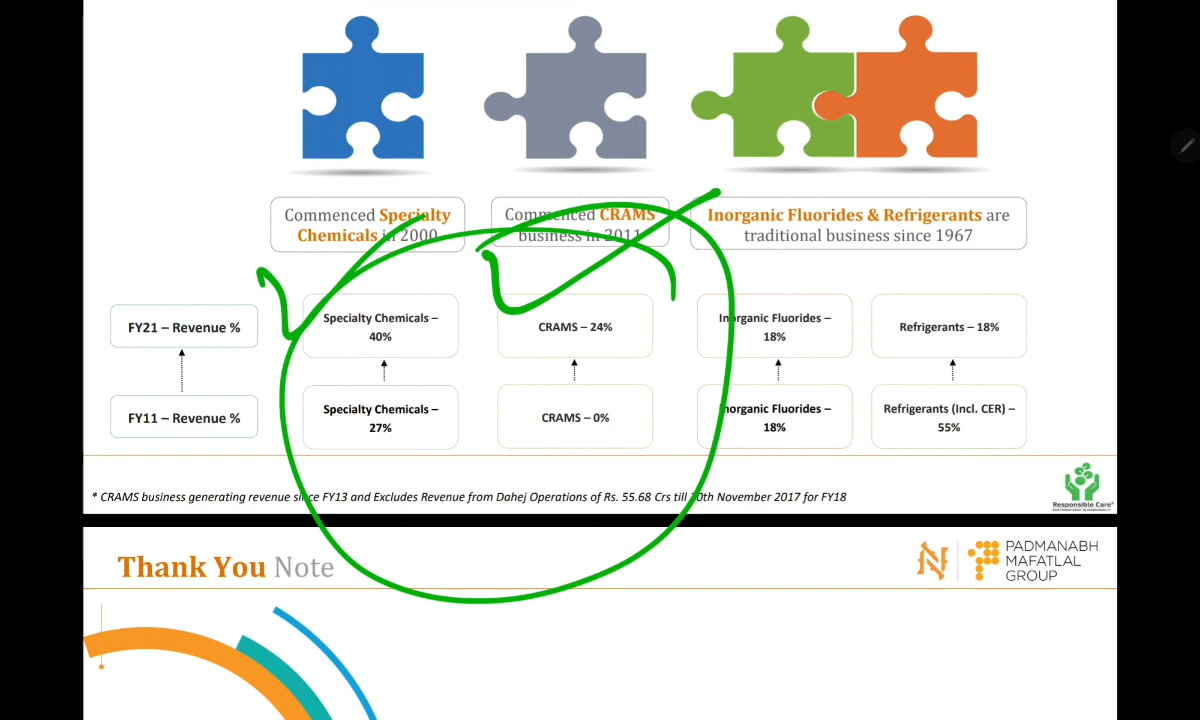 Commenced Specialty
Chemicals in 2000
Commenced CRAMS
business in 2011
Inorganic Fluorides & Refrigerants are
traditional business since 1967
FY21 – Revenue %
Specialty Chemicals –
40%
CRAMS – 24%
Inorganic Fluorides –
18%
Refrigerants – 18%
FY11 – Revenue %
Specialty Chemicals –
27%
CRAMS – 0%
Inorganic Fluorides –
18%
Refrigerants (Incl. CER) –
55%
* CRAMS business generating revenue since FY13 and Excludes Revenue from Dahej Operations of Rs. 55.68 Crs till 30th November 2017 for FY18
Responsible Care®
Thank You Note
PADMANABH
MAFATLAL
GROUP